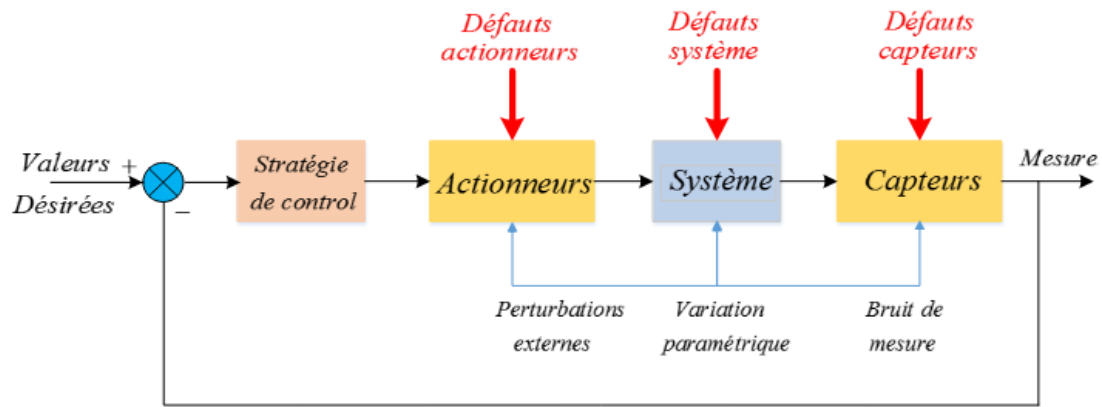 Défauts
actionneurs
Défauts
système
Défauts
capteurs
Valeurs +
Désirées
−
Stratégie
de control
Actionneurs
Système
Capteurs
Mesure
Perturbations
externes
Variation
paramétrique
Bruit de
mesure